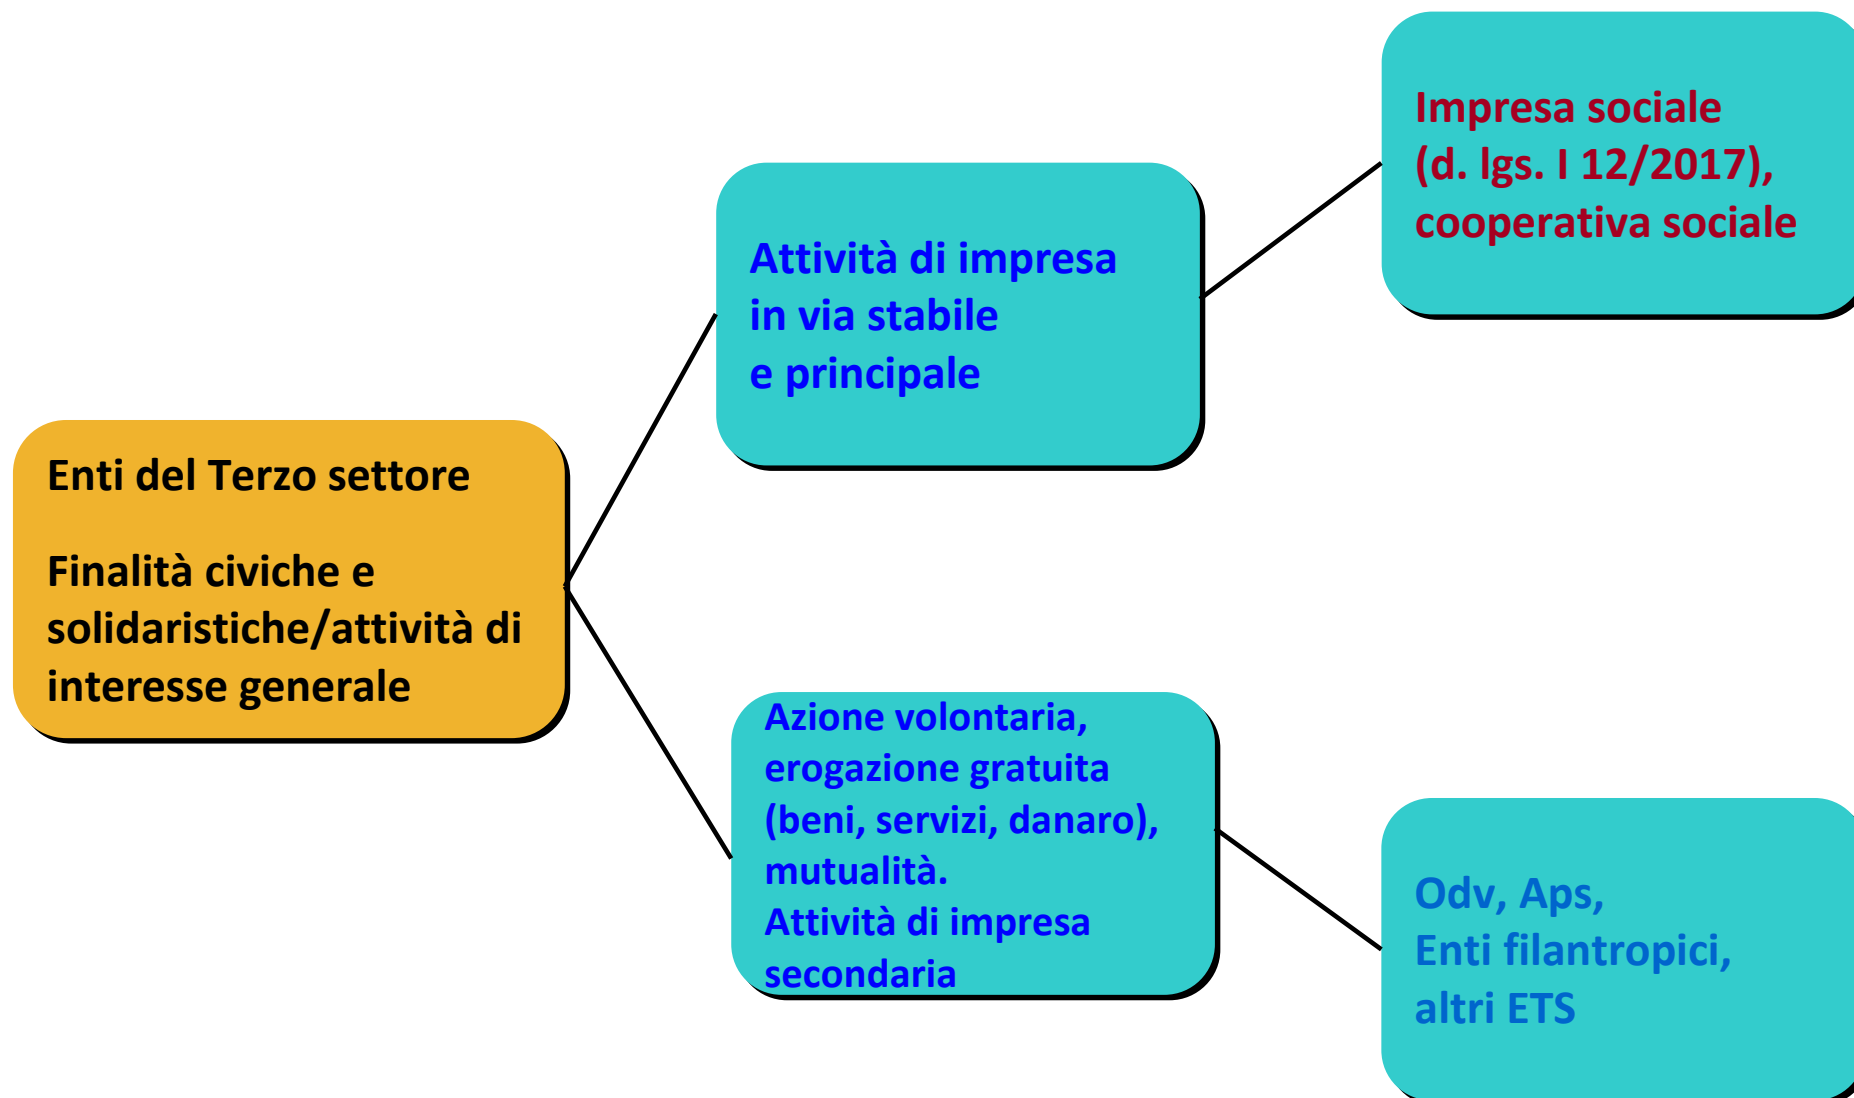 Enti del Terzo settore
Finalità civiche e
solidaristiche/attività di
interesse generale
Attività di impresa
in via stabile
e principale
Impresa sociale
(d. lgs. I 12/2017),
cooperativa sociale
Azione volontaria,
erogazione gratuita
(beni, servizi, danaro),
mutualità.
Attività di impresa
secondaria
Odv, Aps,
Enti filantropici,
altri ETS